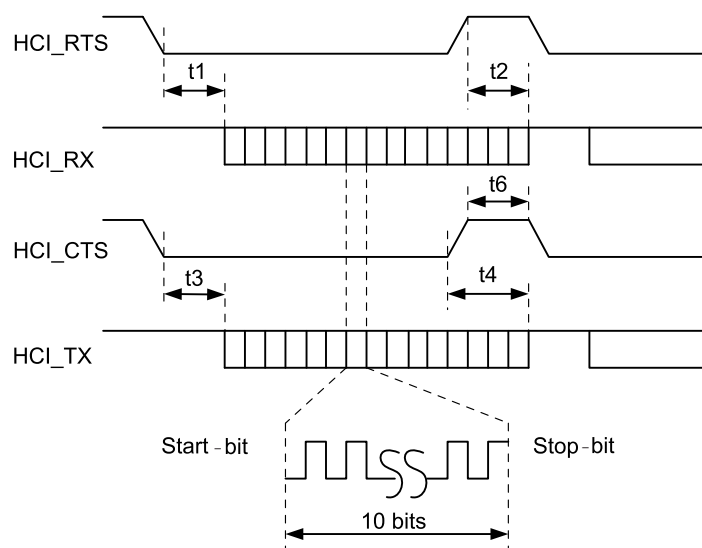 HCI_RTS
t1
t2
HCI_RX
t6
HCI_CTS
t3
t4
HCI_TX
Start-bit
Stop-bit
10 bits